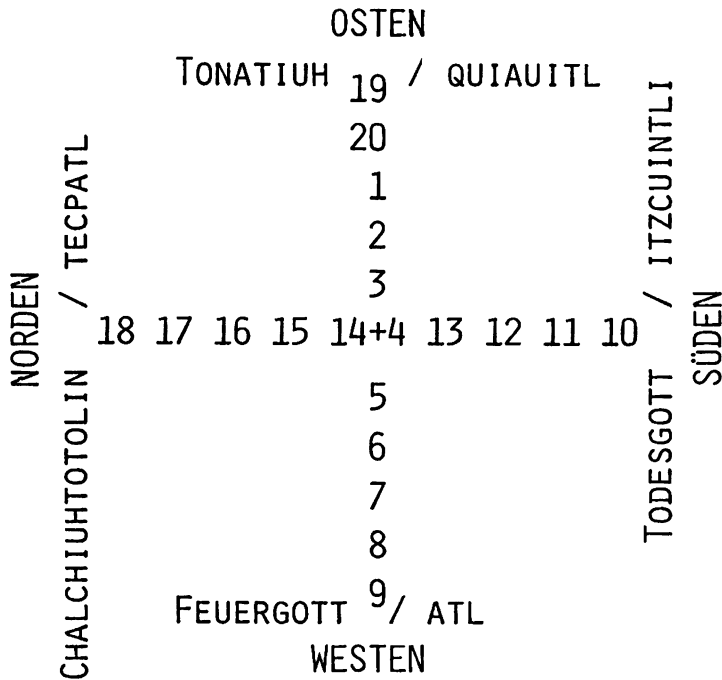 OSTEN
TONATIUH 19 / QUIAUITL
20
1
2
3
18 17 16 15 14+4 13 12 11 10
5
6
7
8
FEUERGOTT 9/ ATL
WESTEN
NORDEN
CHALCHIUHTOTOLIN / TECPATL
TODESGOTT / ITZCUINTLI
SÜDEN